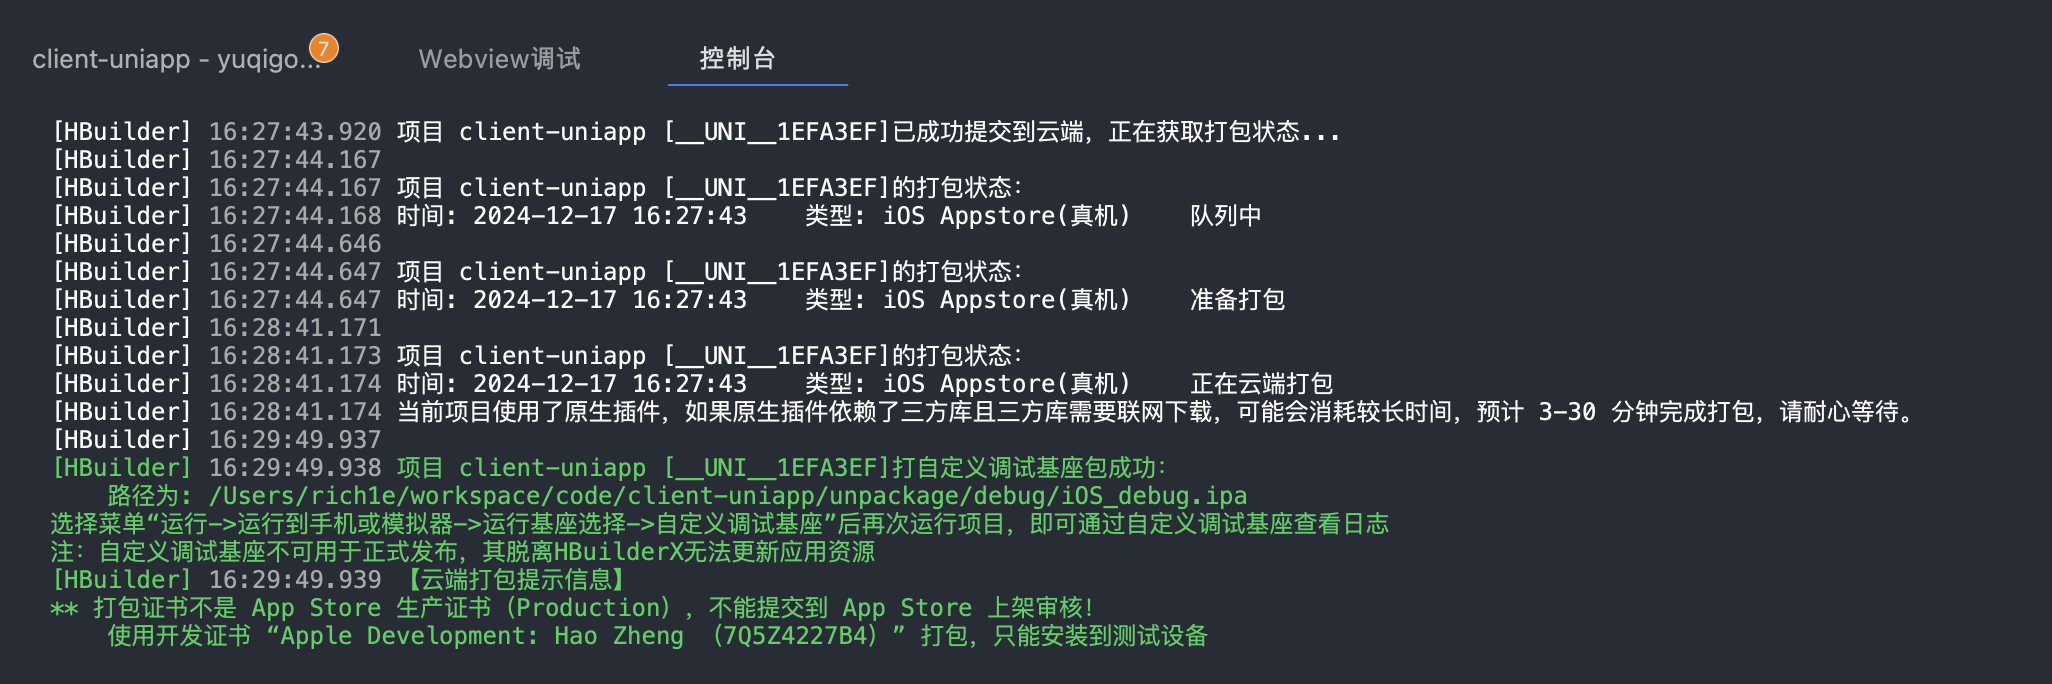 client-uniapp - yuqigo... 7 Webview调试 控制台
[HBuilder] 16:27:43.920 项目 client-uniapp [__UNI__1EFA3EF]已成功提交到云端，正在获取打包状态...
[HBuilder] 16:27:44.167
[HBuilder] 16:27:44.167 项目 client-uniapp [__UNI__1EFA3EF]的打包状态：
[HBuilder] 16:27:44.168 时间: 2024-12-17 16:27:43 类型: iOS Appstore(真机) 队列中
[HBuilder] 16:27:44.646
[HBuilder] 16:27:44.647 项目 client-uniapp [__UNI__1EFA3EF]的打包状态：
[HBuilder] 16:27:44.647 时间: 2024-12-17 16:27:43 类型: iOS Appstore(真机) 准备打包
[HBuilder] 16:28:41.171
[HBuilder] 16:28:41.173 项目 client-uniapp [__UNI__1EFA3EF]的打包状态：
[HBuilder] 16:28:41.174 时间: 2024-12-17 16:27:43 类型: iOS Appstore(真机) 正在云端打包
[HBuilder] 16:28:41.174 当前项目使用了原生插件，如果原生插件依赖了三方库且三方库需要联网下载，可能会消耗较长时间，预计 3-30 分钟完成打包，请耐心等待。
[HBuilder] 16:29:49.937
[HBuilder] 16:29:49.938 项目 client-uniapp [__UNI__1EFA3EF]打自定义调试基座包成功：
路径为: /Users/rich1e/workspace/code/client-uniapp/unpackage/debug/iOS_debug.ipa
选择菜单“运行->运行到手机或模拟器->运行基座选择->自定义调试基座”后再次运行项目，即可通过自定义调试基座查看日志
注：自定义调试基座不可用于正式发布，其脱离HBuilderX无法更新应用资源
[HBuilder] 16:29:49.939 【云端打包提示信息】
** 打包证书不是 App Store 生产证书（Production），不能提交到 App Store 上架审核！
使用开发证书 “Apple Development: Hao Zheng （7Q5Z4227B4）” 打包，只能安装到测试设备